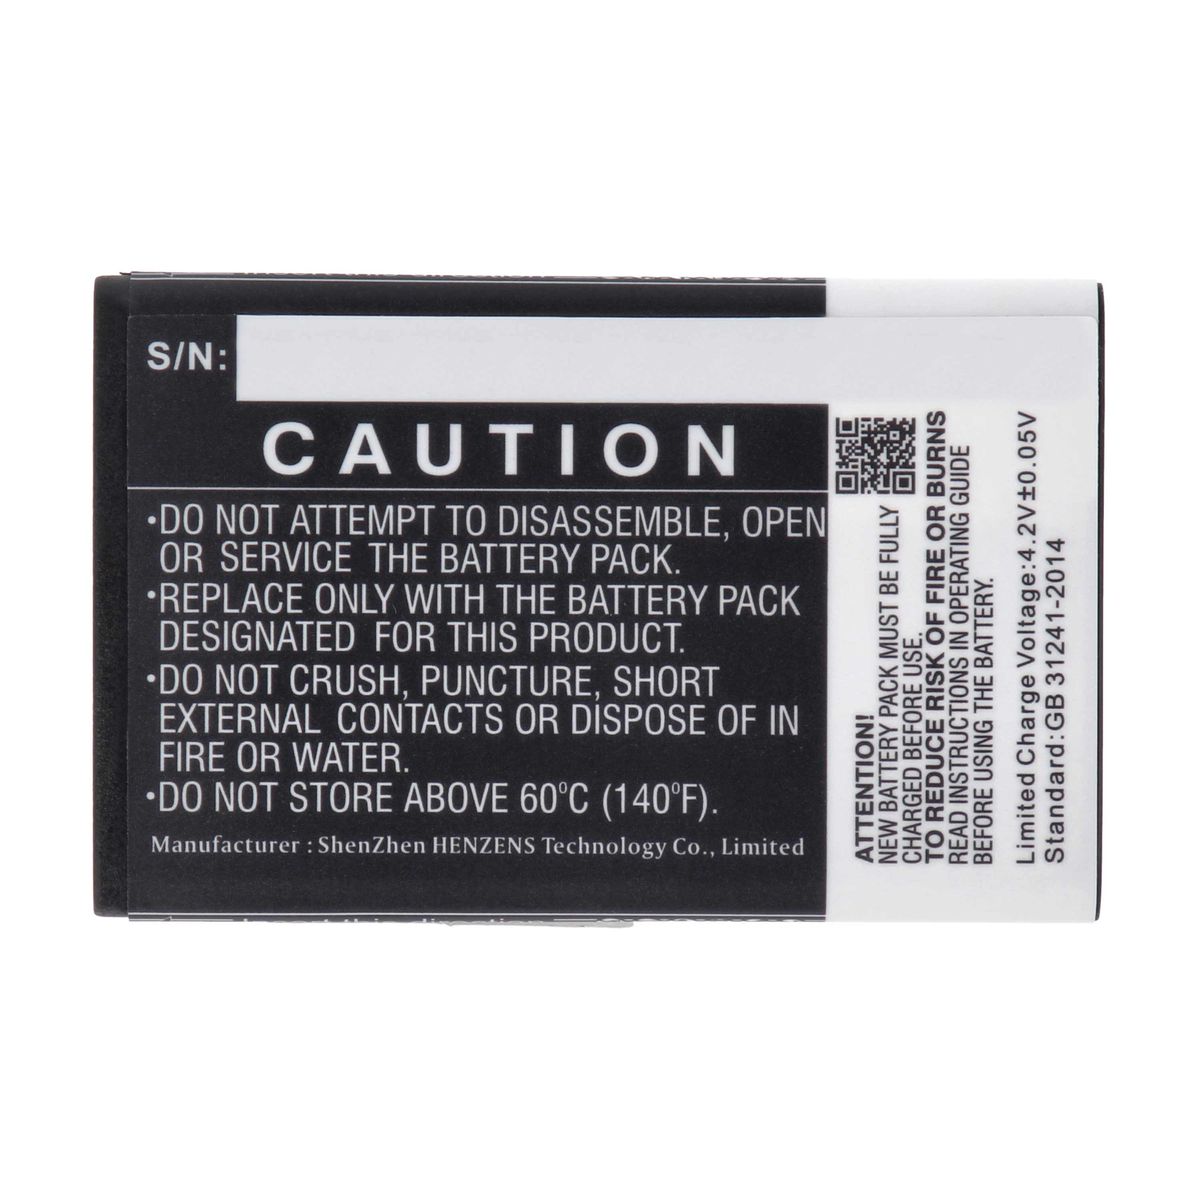 S/N:
CAUTION
•DO NOT ATTEMPT TO DISASSEMBLE, OPEN
OR SERVICE THE BATTERY PACK.
•REPLACE ONLY WITH THE BATTERY PACK
DESIGNATED FOR THIS PRODUCT.
•DO NOT CRUSH, PUNCTURE, SHORT
EXTERNAL CONTACTS OR DISPOSE OF IN
FIRE OR WATER.
•DO NOT STORE ABOVE 60°C (140°F).
Manufacturer : ShenZhen HENZENS Technology Co., Limited
ATTENTION!
NEW BATTERY PACK MUST BE FULLY
CHARGED BEFORE USE.
TO REDUCE RISK OF FIRE OR BURNS
READ INSTRUCTIONS IN OPERATING GUIDE
BEFORE USING THE BATTERY.
Limited Charge Voltage:4.2V±0.05V
Standard:GB 31241-2014